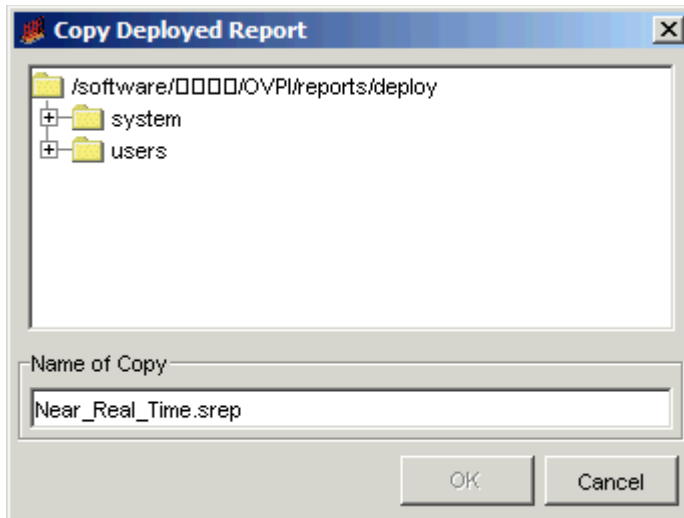 Copy Deployed Report
/software/□□□□/OVPI/reports/deploy
system
users
Name of Copy
Near_Real_Time.srep
OK
Cancel